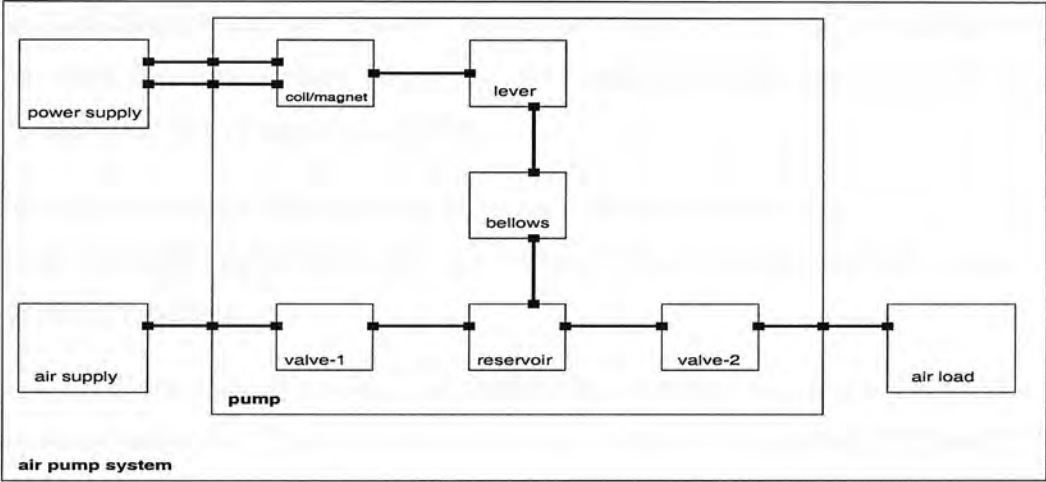 power supply
coil/magnet
lever
bellows
air supply
valve-1
reservoir
valve-2
air load
pump
air pump system